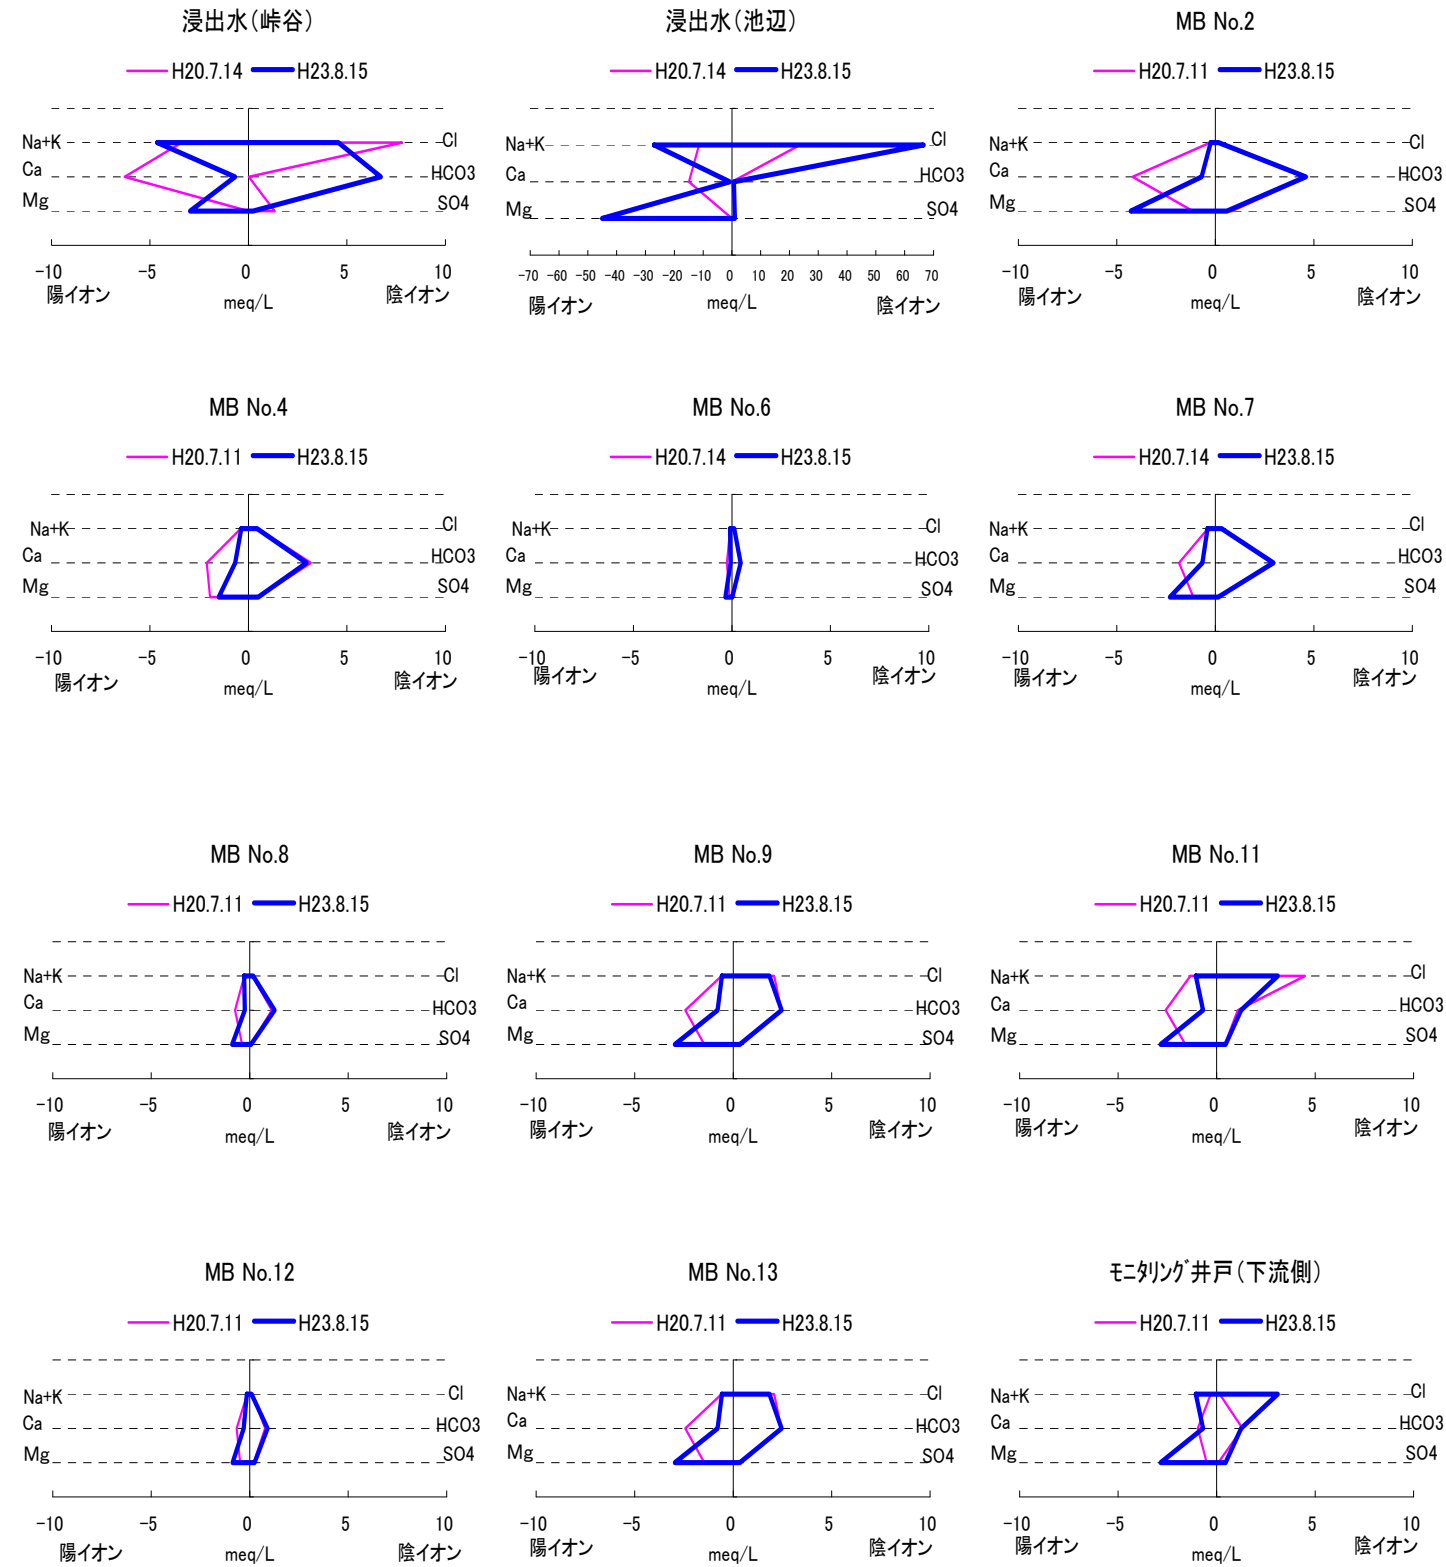 浸出水(峠谷)
H20.7.14 H23.8.15
Na+K Cl
Ca HCO3
Mg SO4
-10 -5 0 5 10
陽イオン meq/L 陰イオン
浸出水(池辺)
H20.7.14 H23.8.15
Na+K Cl
Ca HCO3
Mg SO4
-70 -60 -50 -40 -30 -20 -10 0 10 20 30 40 50 60 70
陽イオン meq/L 陰イオン
MB No.2
H20.7.11 H23.8.15
Na+K Cl
Ca HCO3
Mg SO4
-10 -5 0 5 10
陽イオン meq/L 陰イオン
MB No.4
H20.7.11 H23.8.15
Na+K Cl
Ca HCO3
Mg SO4
-10 -5 0 5 10
陽イオン meq/L 陰イオン
MB No.6
H20.7.14 H23.8.15
Na+K Cl
Ca HCO3
Mg SO4
-10 -5 0 5 10
陽イオン meq/L 陰イオン
MB No.7
H20.7.14 H23.8.15
Na+K Cl
Ca HCO3
Mg SO4
-10 -5 0 5 10
陽イオン meq/L 陰イオン
MB No.8
H20.7.11 H23.8.15
Na+K Cl
Ca HCO3
Mg SO4
-10 -5 0 5 10
陽イオン meq/L 陰イオン
MB No.9
H20.7.11 H23.8.15
Na+K Cl
Ca HCO3
Mg SO4
-10 -5 0 5 10
陽イオン meq/L 陰イオン
MB No.11
H20.7.11 H23.8.15
Na+K Cl
Ca HCO3
Mg SO4
-10 -5 0 5 10
陽イオン meq/L 陰イオン
MB No.12
H20.7.11 H23.8.15
Na+K Cl
Ca HCO3
Mg SO4
-10 -5 0 5 10
陽イオン meq/L 陰イオン
MB No.13
H20.7.11 H23.8.15
Na+K Cl
Ca HCO3
Mg SO4
-10 -5 0 5 10
陽イオン meq/L 陰イオン
ﾓﾆﾀﾘﾝｸﾞ井戸(下流側)
H20.7.11 H23.8.15
Na+K Cl
Ca HCO3
Mg SO4
-10 -5 0 5 10
陽イオン meq/L 陰イオン